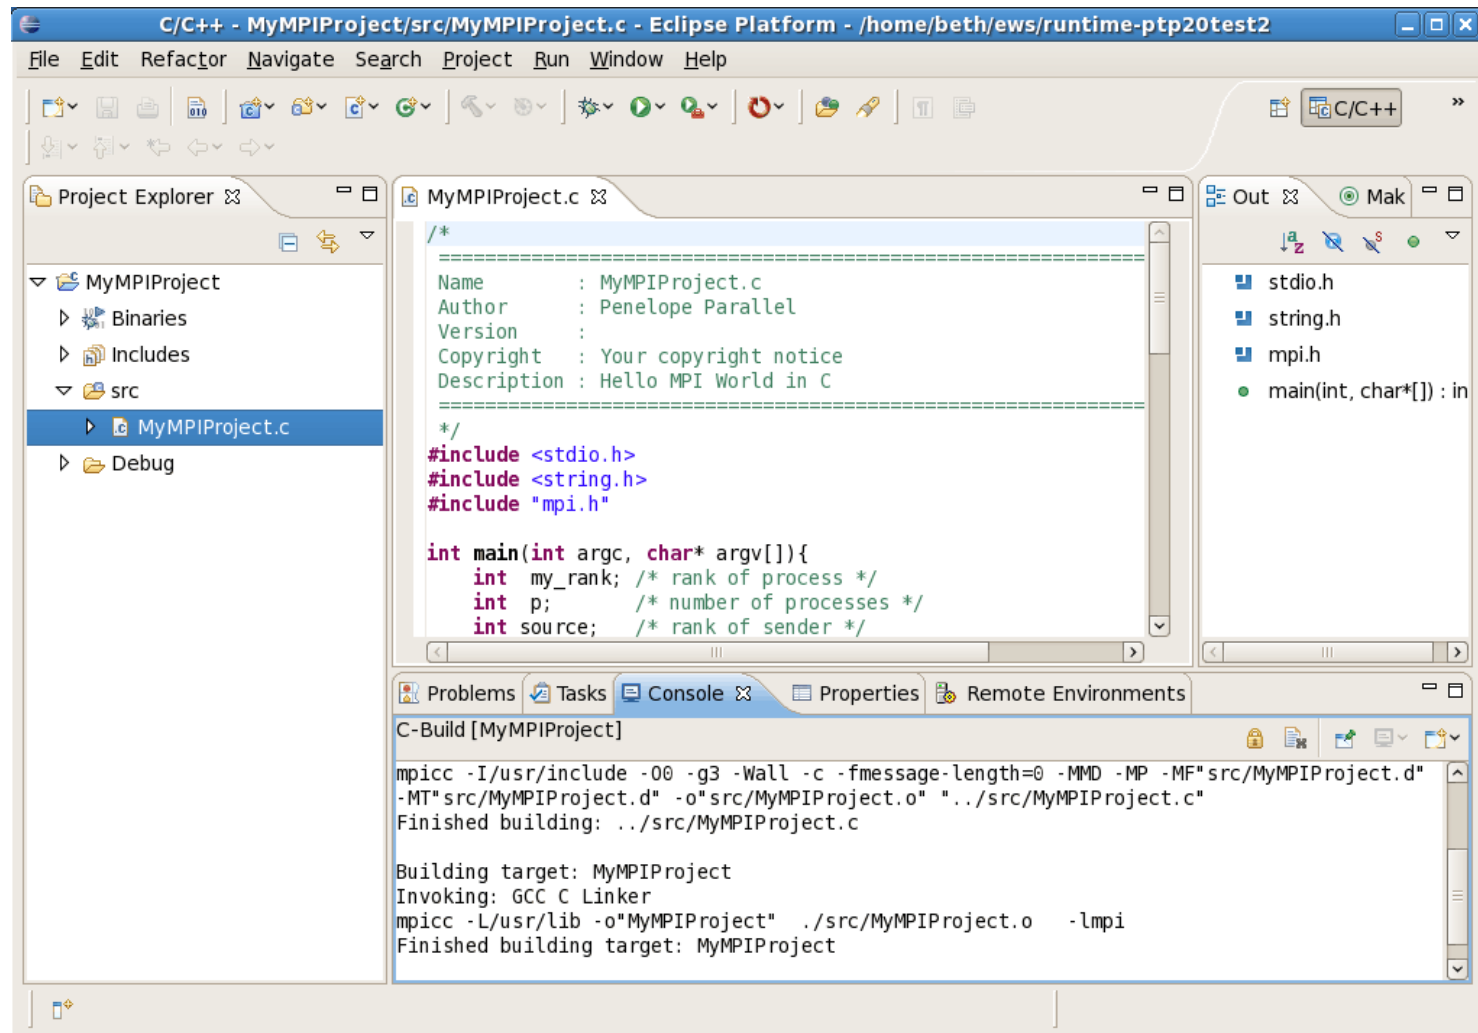 C/C++ - MyMPIProject/src/MyMPIProject.c - Eclipse Platform - /home/beth/ews/runtime-ptp20test2
File Edit Refactor Navigate Search Project Run Window Help
C/C++ »
Project Explorer
MyMPIProject
Binaries
Includes
src
MyMPIProject.c
Debug
MyMPIProject.c
/*
============================================================================
Name : MyMPIProject.c
Author : Penelope Parallel
Version :
Copyright : Your copyright notice
Description : Hello MPI World in C
============================================================================
*/
#include <stdio.h>
#include <string.h>
#include "mpi.h"
int main(int argc, char* argv[]){
int my_rank; /* rank of process */
int p; /* number of processes */
int source; /* rank of sender */
Out Mak
stdio.h
string.h
mpi.h
main(int, char*[]) : in
Problems Tasks Console Properties Remote Environments
C-Build [MyMPIProject]
mpicc -I/usr/include -O0 -g3 -Wall -c -fmessage-length=0 -MMD -MP -MF"src/MyMPIProject.d"
-MT"src/MyMPIProject.d" -o"src/MyMPIProject.o" "../src/MyMPIProject.c"
Finished building: ../src/MyMPIProject.c
Building target: MyMPIProject
Invoking: GCC C Linker
mpicc -L/usr/lib -o"MyMPIProject" ./src/MyMPIProject.o -lmpi
Finished building target: MyMPIProject